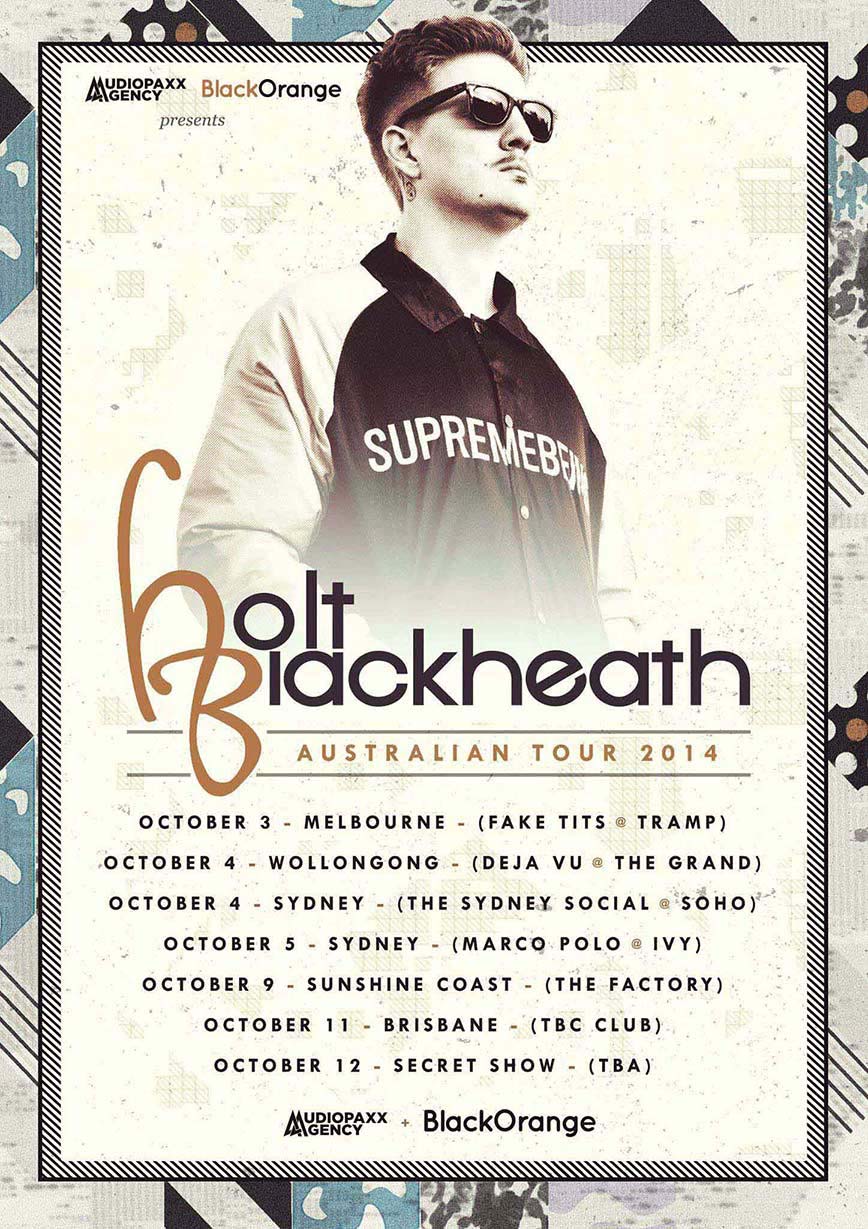 AUDIOPAXX
AGENCY
BlackOrange
presents
SUPREMEBEING
holt
Blackheath
AUSTRALIAN TOUR 2014
OCTOBER 3 - MELBOURNE - (FAKE TITS @ TRAMP)
OCTOBER 4 - WOLLONGONG - (DEJA VU @ THE GRAND)
OCTOBER 4 - SYDNEY - (THE SYDNEY SOCIAL @ SOHO)
OCTOBER 5 - SYDNEY - (MARCO POLO @ IVY)
OCTOBER 9 - SUNSHINE COAST - (THE FACTORY)
OCTOBER 11 - BRISBANE - (TBC CLUB)
OCTOBER 12 - SECRET SHOW - (TBA)
AUDIOPAXX
AGENCY
+ BlackOrange